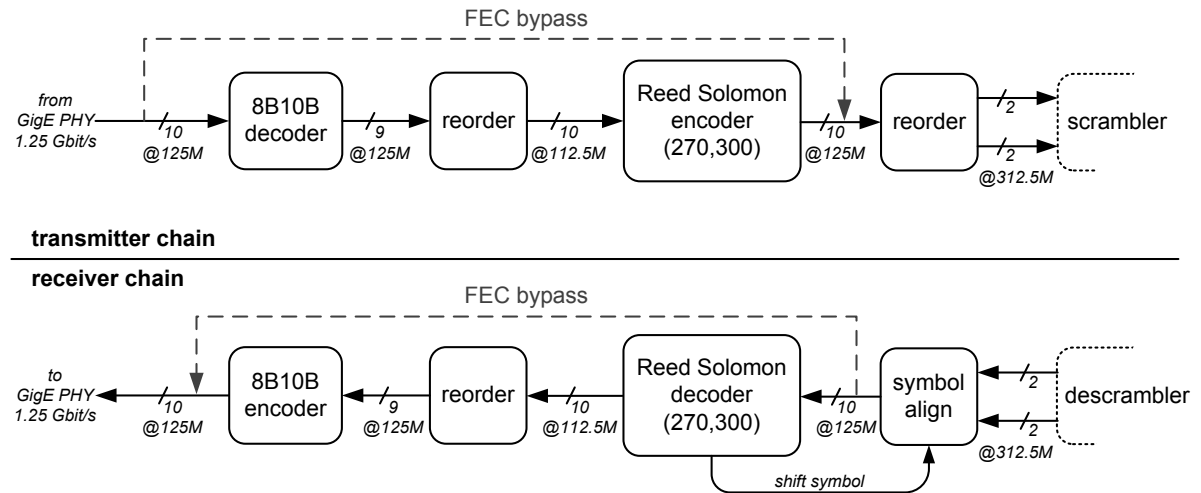 FEC bypass
from
GigE PHY
1.25 Gbit/s
10
@125M
8B10B
decoder
9
@125M
reorder
10
@112.5M
Reed Solomon
encoder
(270,300)
10
@125M
reorder
2
2
@312.5M
scrambler
transmitter chain
receiver chain
FEC bypass
to
GigE PHY
1.25 Gbit/s
10
@125M
8B10B
encoder
9
@125M
reorder
10
@112.5M
Reed Solomon
decoder
(270,300)
10
@125M
symbol
align
2
2
@312.5M
descrambler
shift symbol